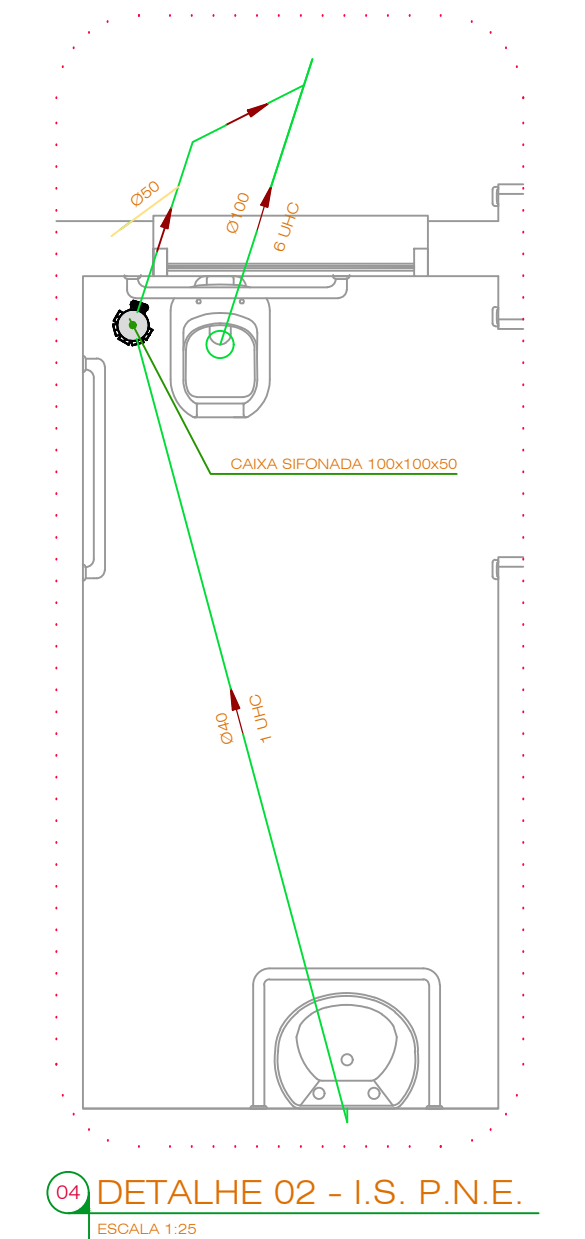 Ø50
Ø100
6 UHC
CAIXA SIFONADA 100x100x50
Ø40
1 UHC
04
DETALHE 02 - I.S. P.N.E.
ESCALA 1:25